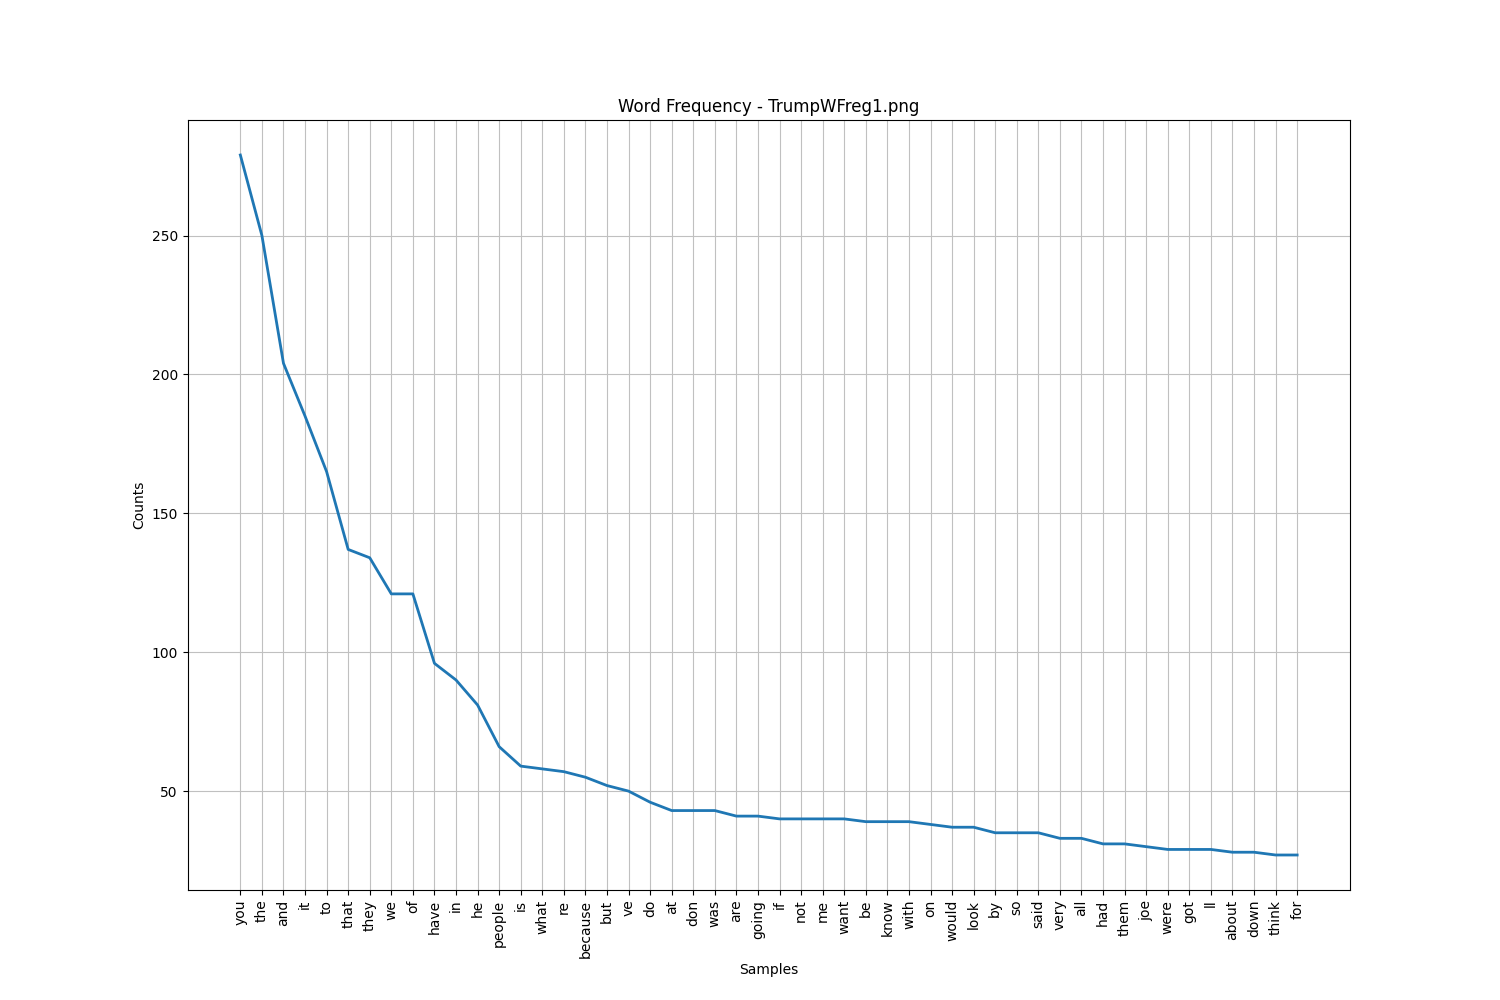 Word Frequency - TrumpWFreg1.png
Counts
250
200
150
100
50
you
the
and
it
to
that
they
we
of
have
in
he
people
is
what
re
because
but
ve
do
at
don
was
are
going
if
not
me
want
be
know
with
on
would
look
by
so
said
very
all
had
them
joe
were
got
ll
about
down
think
for
Samples